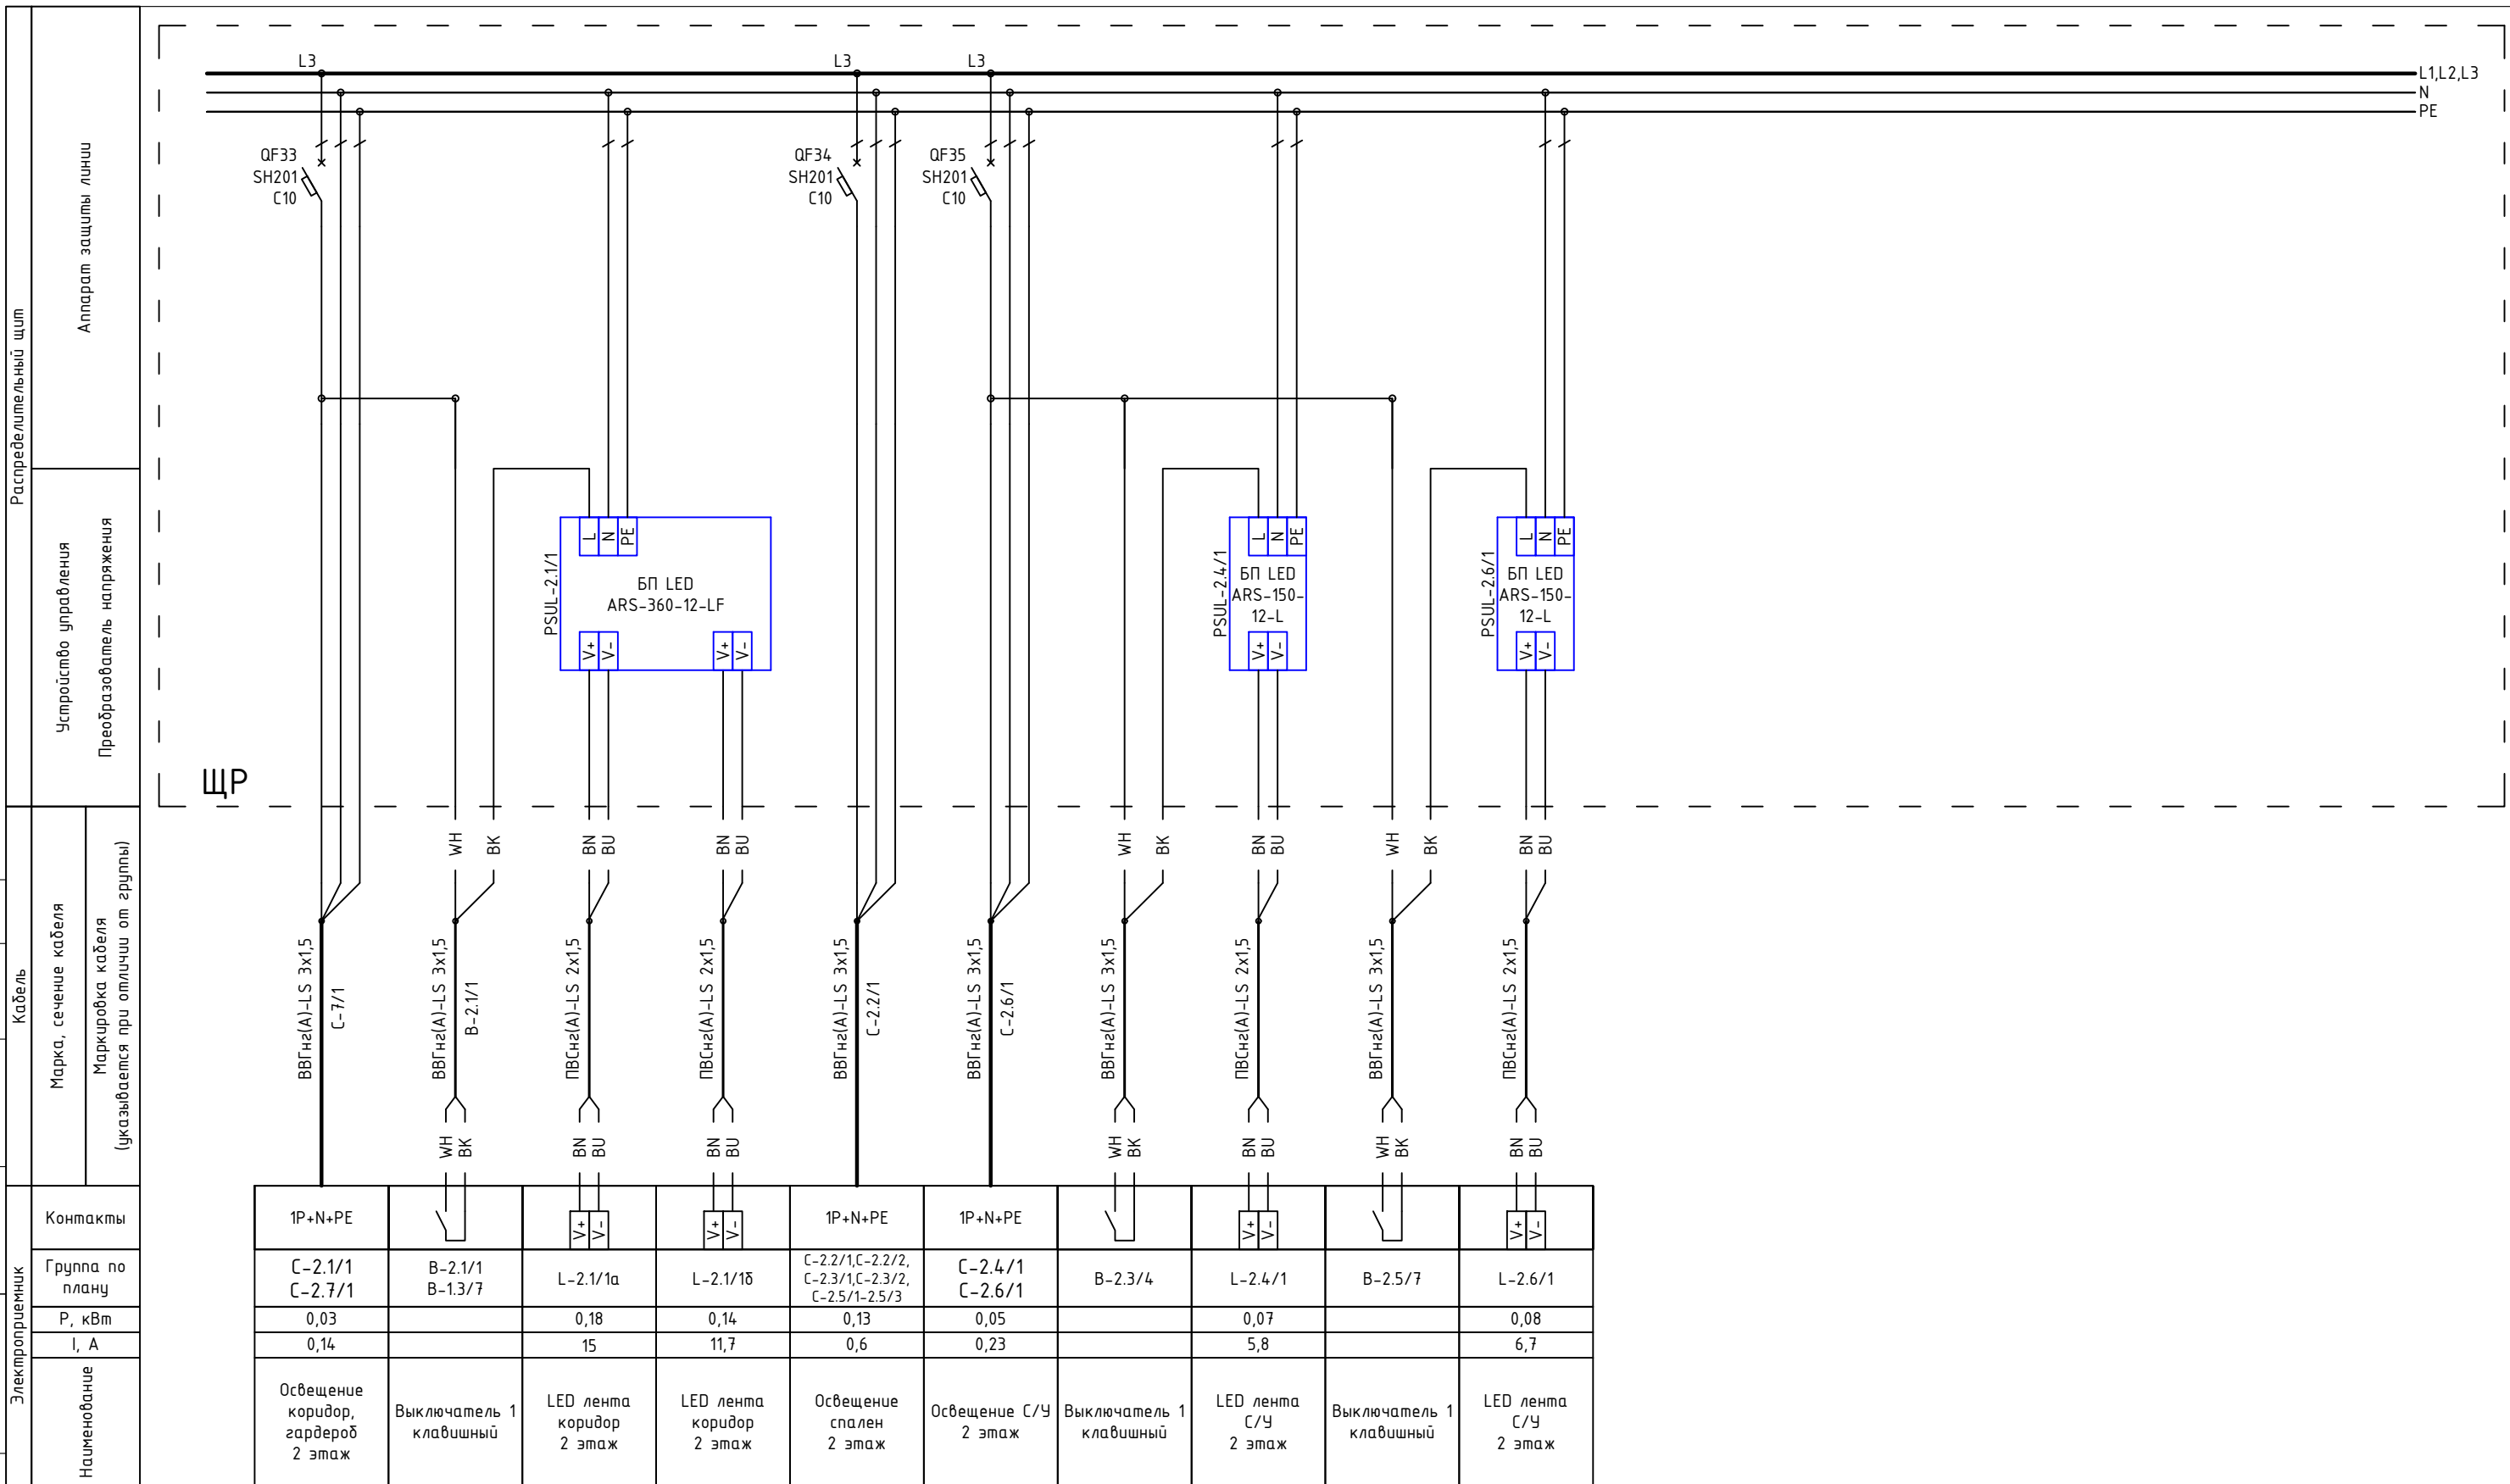 L3
L3
L3
L1,L2,L3
N
PE
QF33
SH201
C10
QF34
SH201
C10
QF35
SH201
C10
Распределительный щит
Аппарат защиты линии
Устройство управления
Преобразователь напряжения
PSUL-2.1/1
L
N
PE
БП LED
ARS-360-12-LF
V+
V-
V+
V-
PSUL-2.4/1
L
N
PE
БП LED
ARS-150-
12-L
V+
V-
PSUL-2.6/1
L
N
PE
БП LED
ARS-150-
12-L
V+
V-
ЩР
Кабель
Марка, сечение кабеля
Маркировка кабеля
(указывается при отличии от группы)
WH
BK
BN
BU
BN
BU
WH
BK
BN
BU
WH
BK
BN
BU
ВВГнг(А)-LS 3х1,5
С-7/1
ВВГнг(А)-LS 3х1,5
В-2.1/1
ПВСнг(А)-LS 2х1,5
ПВСнг(А)-LS 2х1,5
ВВГнг(А)-LS 3х1,5
С-2.2/1
ВВГнг(А)-LS 3х1,5
С-2.6/1
ВВГнг(А)-LS 3х1,5
ПВСнг(А)-LS 2х1,5
ВВГнг(А)-LS 3х1,5
ПВСнг(А)-LS 2х1,5
WH
BK
BN
BU
BN
BU
WH
BK
BN
BU
WH
BK
BN
BU
Электроприемник
Контакты
1P+N+PE
V+
V-
V+
V-
1P+N+PE
1P+N+PE
V+
V-
V+
V-
Группа по
плану
С-2.1/1
С-2.7/1
В-2.1/1
В-1.3/7
L-2.1/1а
L-2.1/1б
С-2.2/1,С-2.2/2,
С-2.3/1,С-2.3/2,
С-2.5/1-2.5/3
С-2.4/1
С-2.6/1
В-2.3/4
L-2.4/1
В-2.5/7
L-2.6/1
Р, кВт
0,03
0,18
0,14
0,13
0,05
0,07
0,08
I, А
0,14
15
11,7
0,6
0,23
5,8
6,7
Наименование
Освещение
коридор,
гардероб
2 этаж
Выключатель 1
клавишный
LED лента
коридор
2 этаж
LED лента
коридор
2 этаж
Освещение
спален
2 этаж
Освещение С/У
2 этаж
Выключатель 1
клавишный
LED лента
С/У
2 этаж
Выключатель 1
клавишный
LED лента
С/У
2 этаж